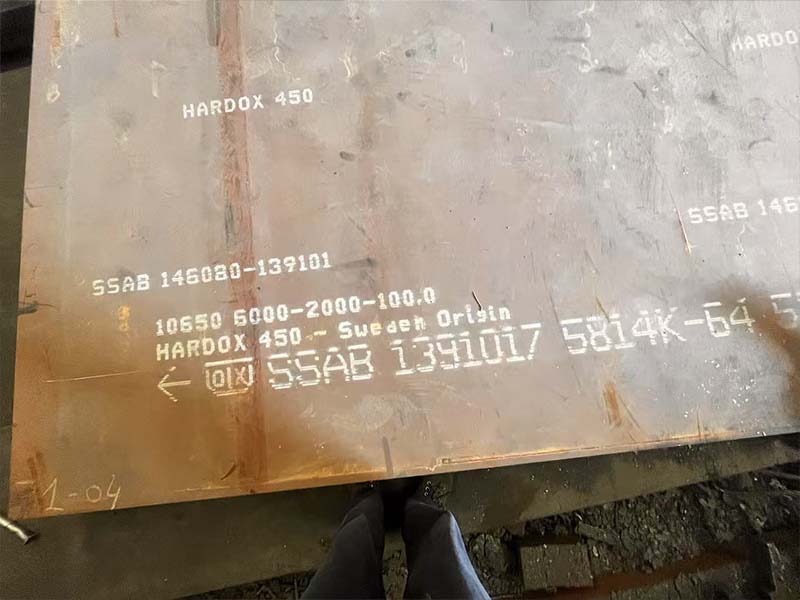 HARDO
HARDOX 450
SSAB 146
SSAB 146080-139101
10650 6000-2000-100.0
HARDOX 450 - Sweden Origin
← SSAB 1391017 5814K-64
1-04